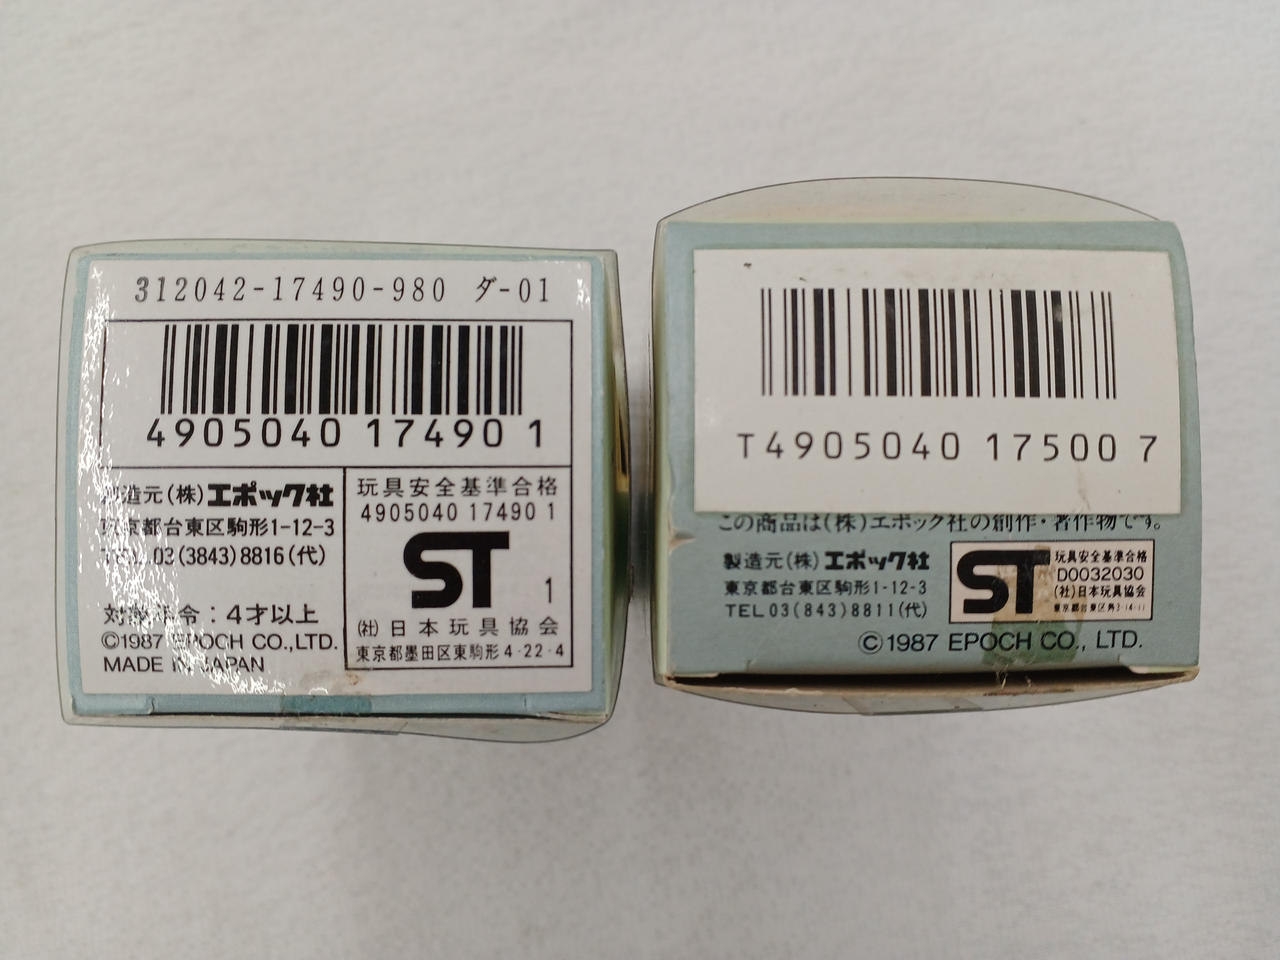 312042-17490-980 ダ-01
4905040 17490 1
製造元(株)エポック社
東京都台東区駒形1-12-3
TEL.03(3843)8816(代)
対象年令:4才以上
©1987 EPOCH CO.,LTD.
MADE IN JAPAN
玩具安全基準合格
4905040 17490 1
ST 1
(社)日本玩具協会
東京都墨田区東駒形4-22-4
T4905040 17500 7
この商品は(株)エポック社の創作・著作物です。
製造元(株)エポック社
東京都台東区駒形1-12-3
TEL03(843)8811(代)
ST
玩具安全基準合格
D0032030
(社)日本玩具協会
©1987 EPOCH CO., LTD.